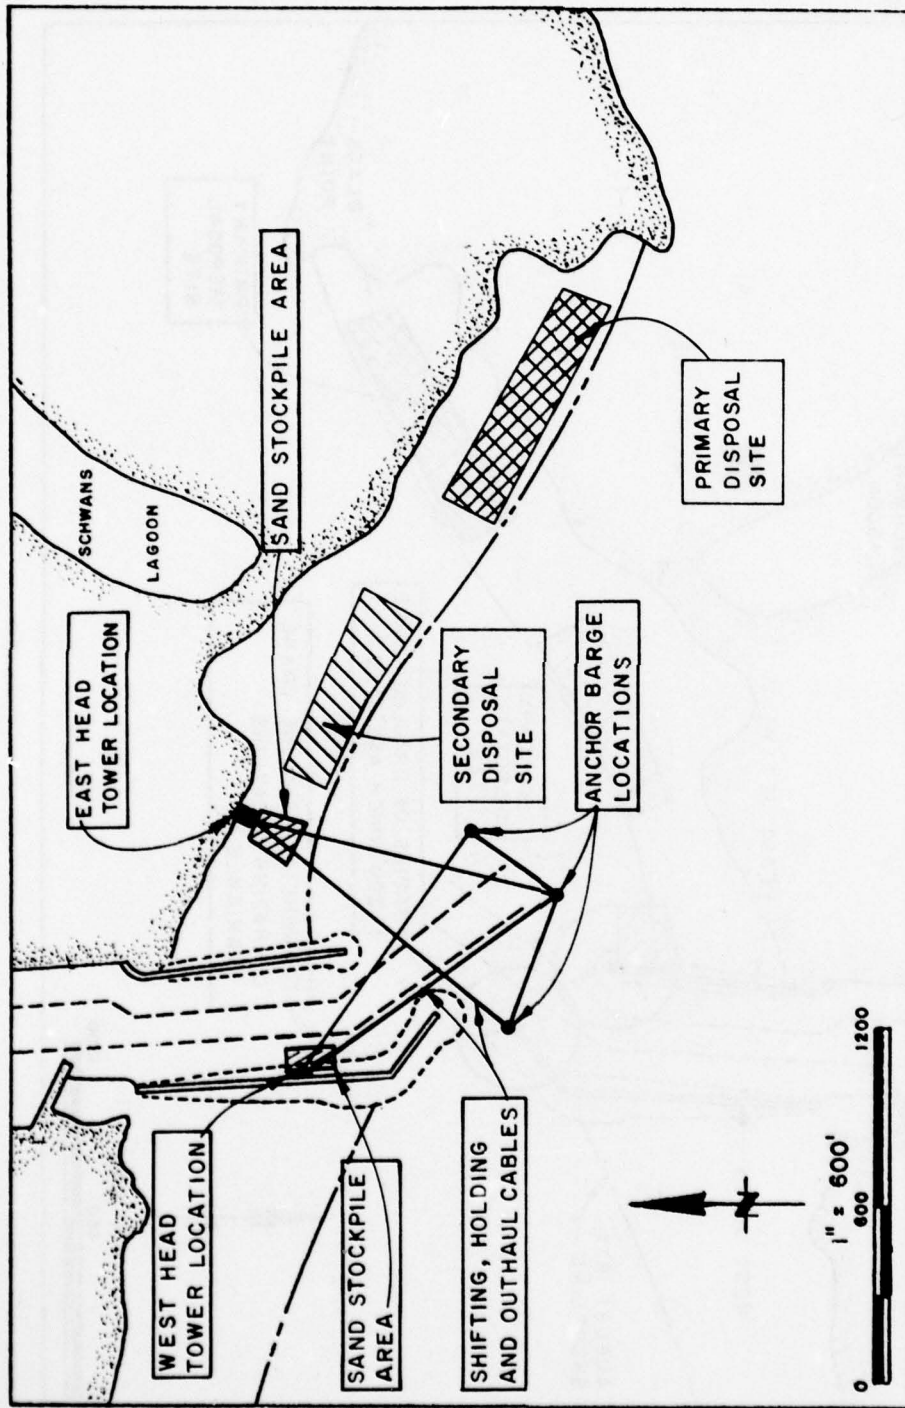 SCHWANS
LAGOON
EAST HEAD
TOWER LOCATION
SAND STOCKPILE AREA
WEST HEAD
TOWER LOCATION
SAND STOCKPILE
AREA
SECONDARY
DISPOSAL
SITE
PRIMARY
DISPOSAL
SITE
SHIFTING, HOLDING
AND OUTHAUL CABLES
ANCHOR BARGE
LOCATIONS
N
1" = 600'
0 600 1200